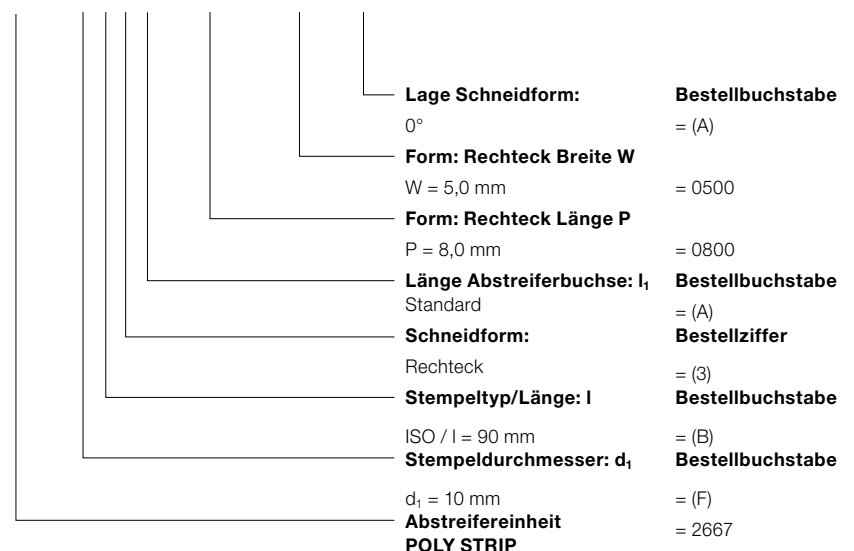 Lage Schneidform: Bestellbuchstabe
0° = (A)
Form: Rechteck Breite W
W = 5,0 mm = 0500
Form: Rechteck Länge P
P = 8,0 mm = 0800
Länge Abstreiferbuchse: l₁ Bestellbuchstabe
Standard = (A)
Schneidform: Bestellziffer
Rechteck = (3)
Stempeltyp/Länge: l Bestellbuchstabe
ISO / l = 90 mm = (B)
Stempeldurchmesser: d₁ Bestellbuchstabe
d₁ = 10 mm = (F)
Abstreifereinheit = 2667
POLY STRIP